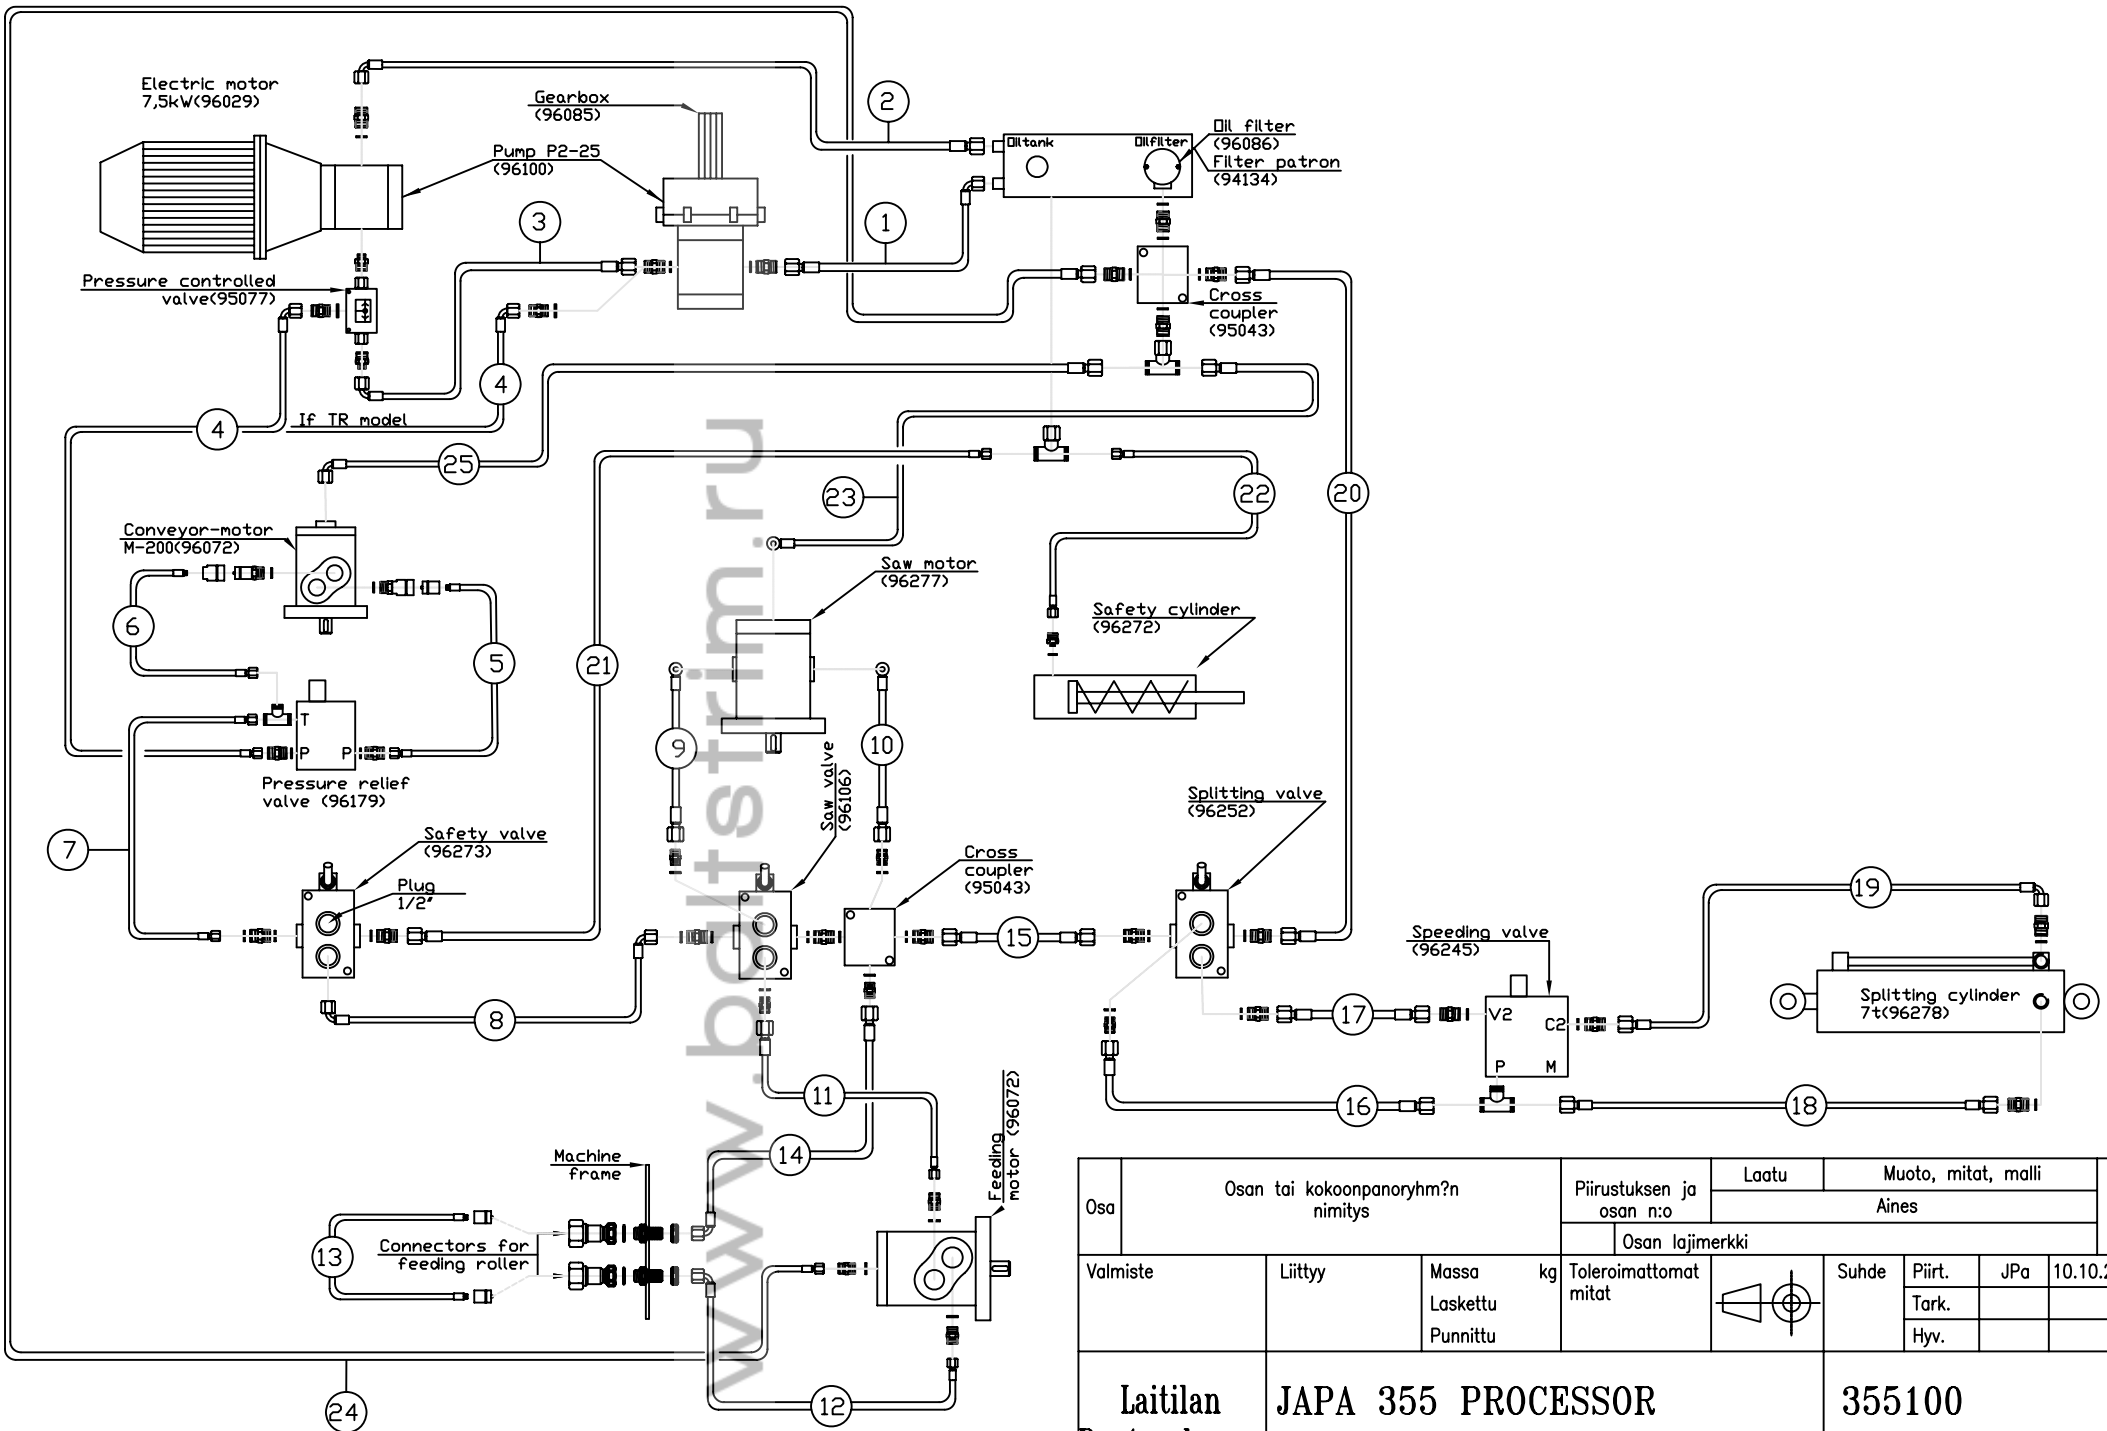 Electric motor
7,5kW(96029)
Gearbox
(96085)
Pump P2-25
(96100)
2
Oiltank
Oilfilter
Oil filter
(96086)
Filter patron
(94134)
3
1
Pressure controlled
valve(95077)
Cross
coupler
(95043)
4
If TR model
4
25
23
22
20
Conveyor-motor
M-200(96072)
Saw motor
(96277)
Safety cylinder
(96272)
6
5
21
T
P
P
9
10
Pressure relief
valve (96179)
Saw valve
(96106)
Splitting valve
(96252)
7
Safety valve
(96273)
Plug
1/2"
Cross
coupler
(95043)
19
15
Speeding valve
(96245)
8
17
V2
C2
P
M
Splitting cylinder
7t(96278)
11
16
18
14
Machine
frame
Feeding
motor (96072)
13
Connectors for
feeding roller
12
24
www.bdltstrim.ru
Osa
Osan tai kokoonpanoryhm?n
nimitys
Piirustuksen ja
osan n:o
Laatu
Muoto, mitat, malli
Aines
Osan lajimerkki
Valmiste
Liittyy
Massa kg
Laskettu
Punnittu
Toleroimattomat
mitat
Suhde
Piirt.
JPa
10.10.2
Tark.
Hyv.
Laitilan
JAPA 355 PROCESSOR
355100